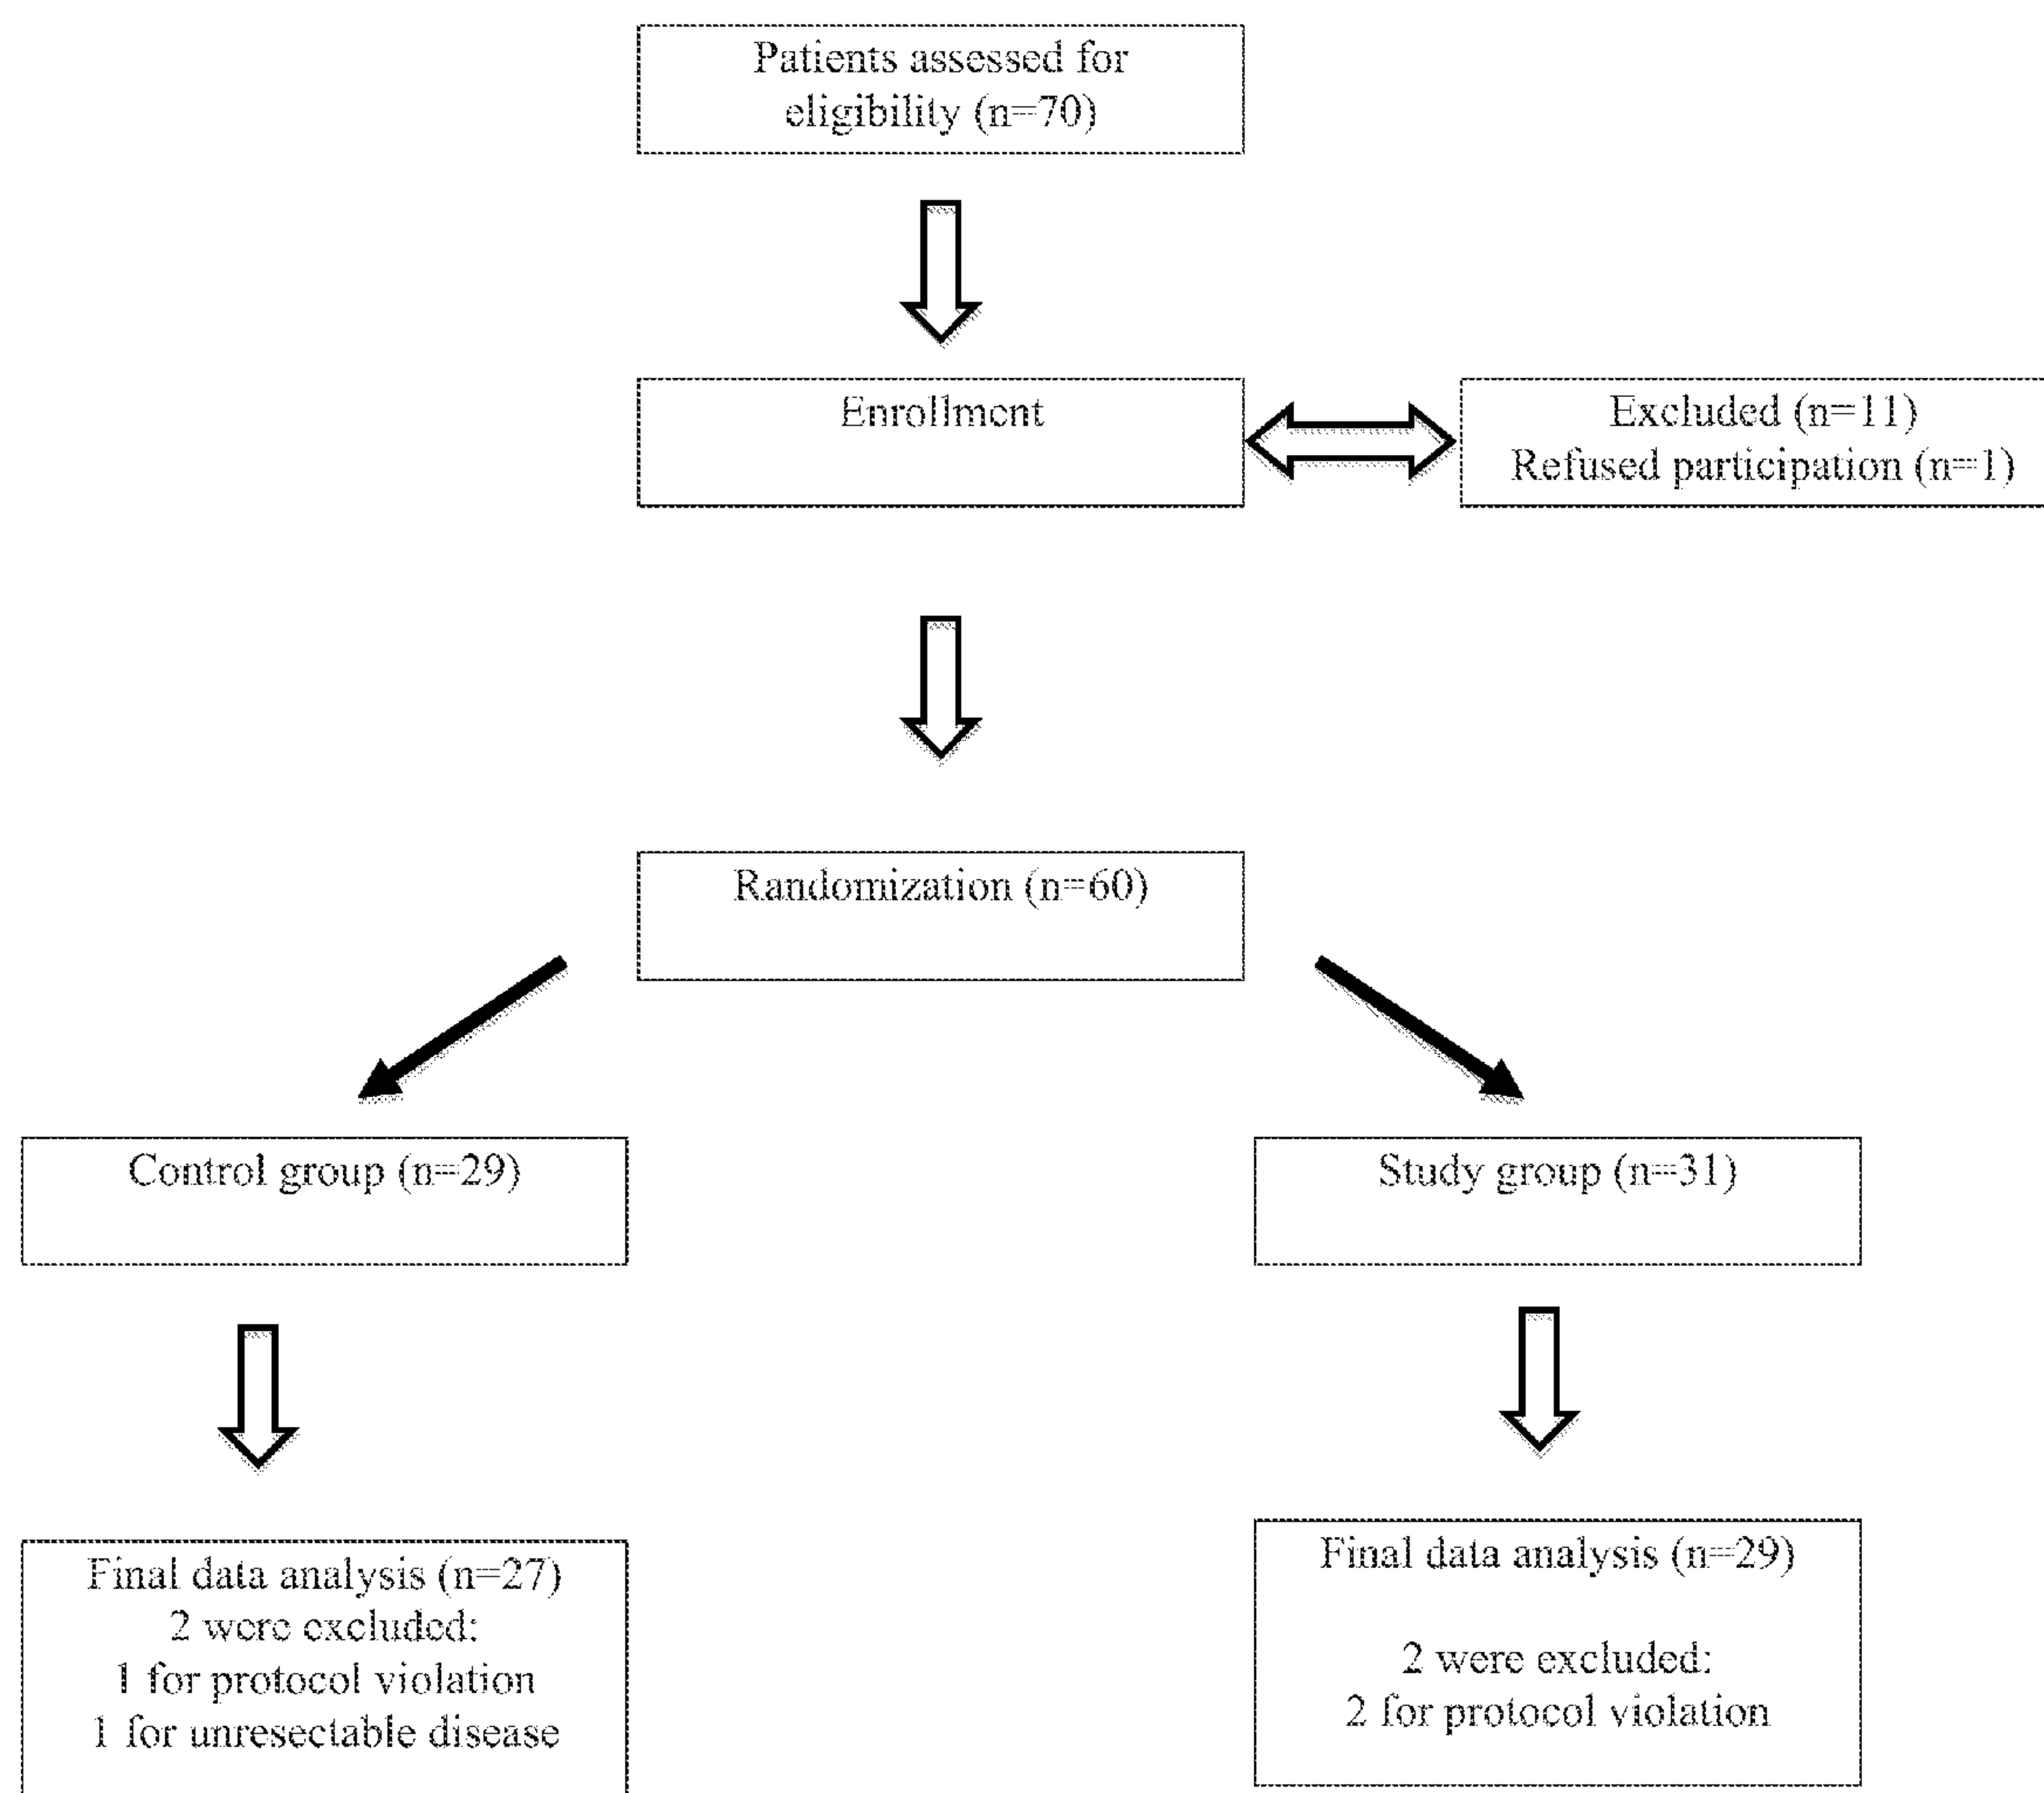 Patients assessed for
eligibility (n=70)
Enrollment
Excluded (n=11)
Refused participation (n=1)
Randomization (n=60)
Control group (n=29)
Study group (n=31)
Final data analysis (n=27)
2 were excluded:
1 for protocol violation
1 for unresectable disease
Final data analysis (n=29)
2 were excluded:
2 for protocol violation